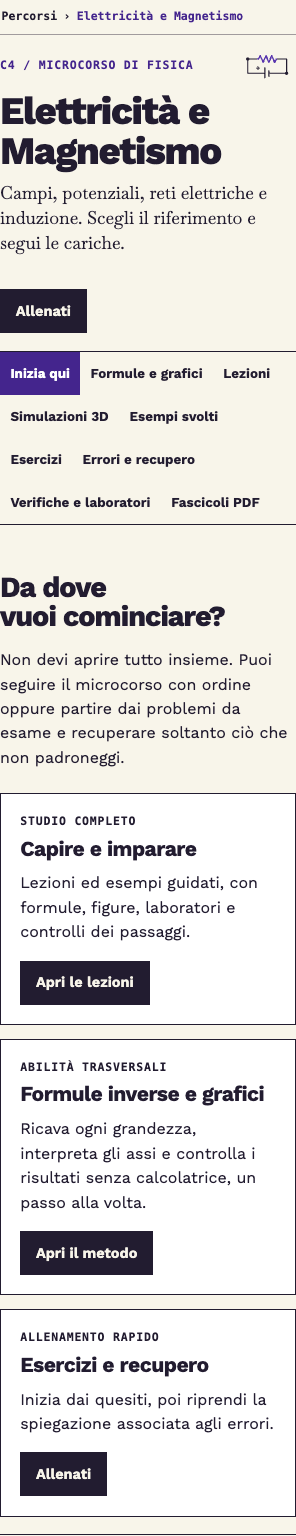 Percorsi › Elettricità e Magnetismo
C4 / MICROCORSO DI FISICA
Elettricità e
Magnetismo
Campi, potenziali, reti elettriche e
induzione. Scegli il riferimento e
segui le cariche.
Allenati
Inizia qui Formule e grafici Lezioni
Simulazioni 3D Esempi svolti
Esercizi Errori e recupero
Verifiche e laboratori Fascicoli PDF
Da dove
vuoi cominciare?
Non devi aprire tutto insieme. Puoi
seguire il microcorso con ordine
oppure partire dai problemi da
esame e recuperare soltanto ciò che
non padroneggi.
STUDIO COMPLETO
Capire e imparare
Lezioni ed esempi guidati, con
formule, figure, laboratori e
controlli dei passaggi.
Apri le lezioni
ABILITÀ TRASVERSALI
Formule inverse e grafici
Ricava ogni grandezza,
interpreta gli assi e controlla i
risultati senza calcolatrice, un
passo alla volta.
Apri il metodo
ALLENAMENTO RAPIDO
Esercizi e recupero
Inizia dai quesiti, poi riprendi la
spiegazione associata agli errori.
Allenati